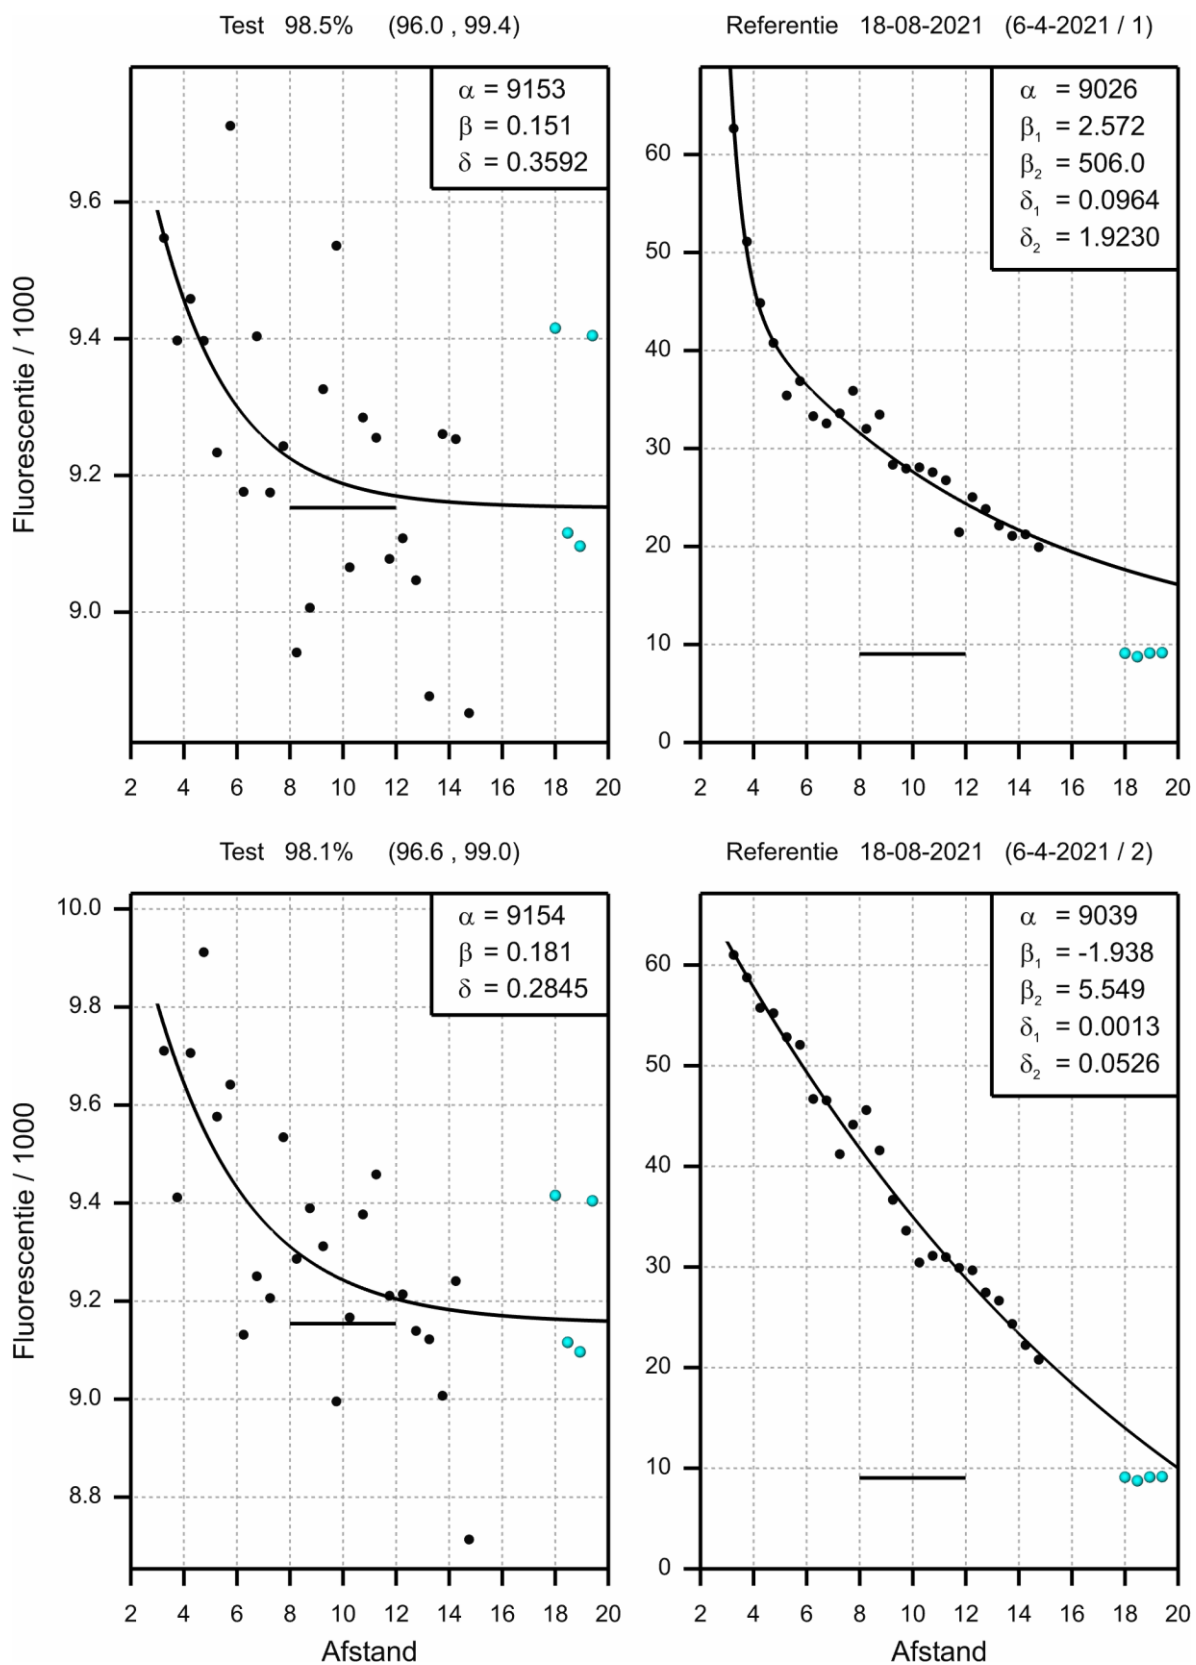 Test 98.5% (96.0 , 99.4)
α = 9153
β = 0.151
δ = 0.3592
Fluorescentie / 1000
9.6
9.4
9.2
9.0
2 4 6 8 10 12 14 16 18 20
Referentie 18-08-2021 (6-4-2021 / 1)
α = 9026
β₁ = 2.572
β₂ = 506.0
δ₁ = 0.0964
δ₂ = 1.9230
60
50
40
30
20
10
0
2 4 6 8 10 12 14 16 18 20
Test 98.1% (96.6 , 99.0)
α = 9154
β = 0.181
δ = 0.2845
Fluorescentie / 1000
10.0
9.8
9.6
9.4
9.2
9.0
8.8
2 4 6 8 10 12 14 16 18 20
Afstand
Referentie 18-08-2021 (6-4-2021 / 2)
α = 9039
β₁ = -1.938
β₂ = 5.549
δ₁ = 0.0013
δ₂ = 0.0526
60
50
40
30
20
10
0
2 4 6 8 10 12 14 16 18 20
Afstand